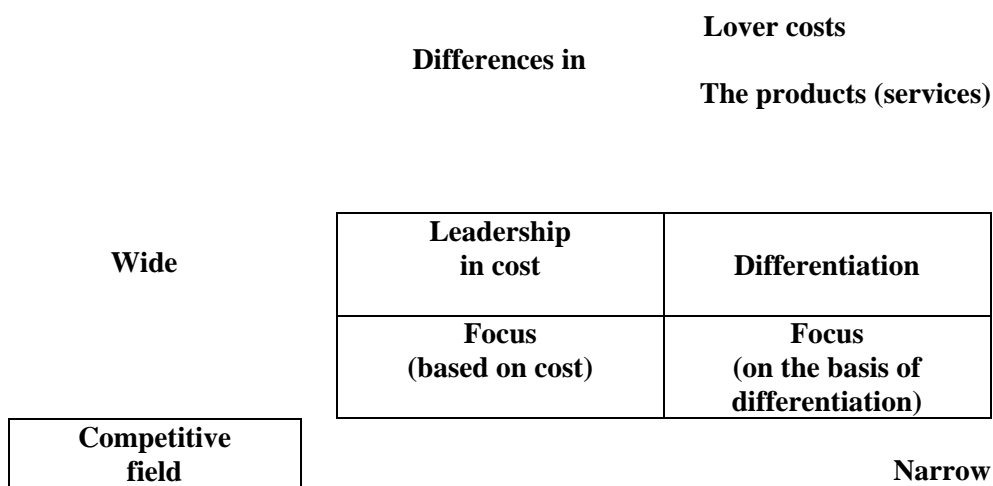 Lover costs
Differences in
The products (services)
Wide
Leadership
in cost
Differentiation
Focus
(based on cost)
Focus
(on the basis of
differentiation)
Competitive
field
Narrow